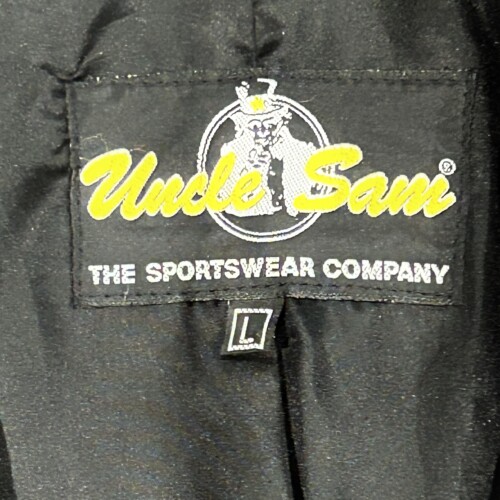 Uncle Sam®
THE SPORTSWEAR COMPANY
L